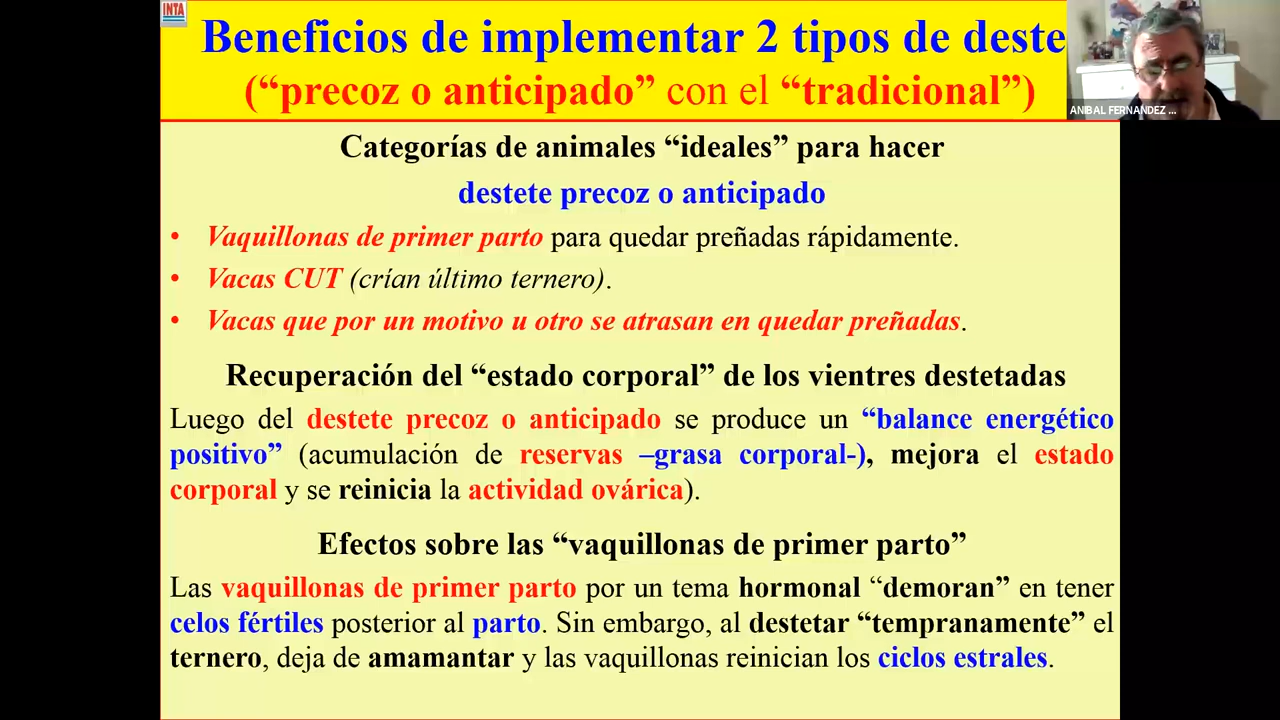 INTA
Beneficios de implementar 2 tipos de deste
(“precoz o anticipado” con el “tradicional”)
ANIBAL FERNANDEZ ...
Categorías de animales “ideales” para hacer
destete precoz o anticipado
• Vaquillonas de primer parto para quedar preñadas rápidamente.
• Vacas CUT (crían último ternero).
• Vacas que por un motivo u otro se atrasan en quedar preñadas.
Recuperación del “estado corporal” de los vientres destetadas
Luego del destete precoz o anticipado se produce un “balance energético
positivo” (acumulación de reservas –grasa corporal-), mejora el estado
corporal y se reinicia la actividad ovárica).
Efectos sobre las “vaquillonas de primer parto”
Las vaquillonas de primer parto por un tema hormonal “demoran” en tener
celos fértiles posterior al parto. Sin embargo, al destetar “tempranamente” el
ternero, deja de amamantar y las vaquillonas reinician los ciclos estrales.